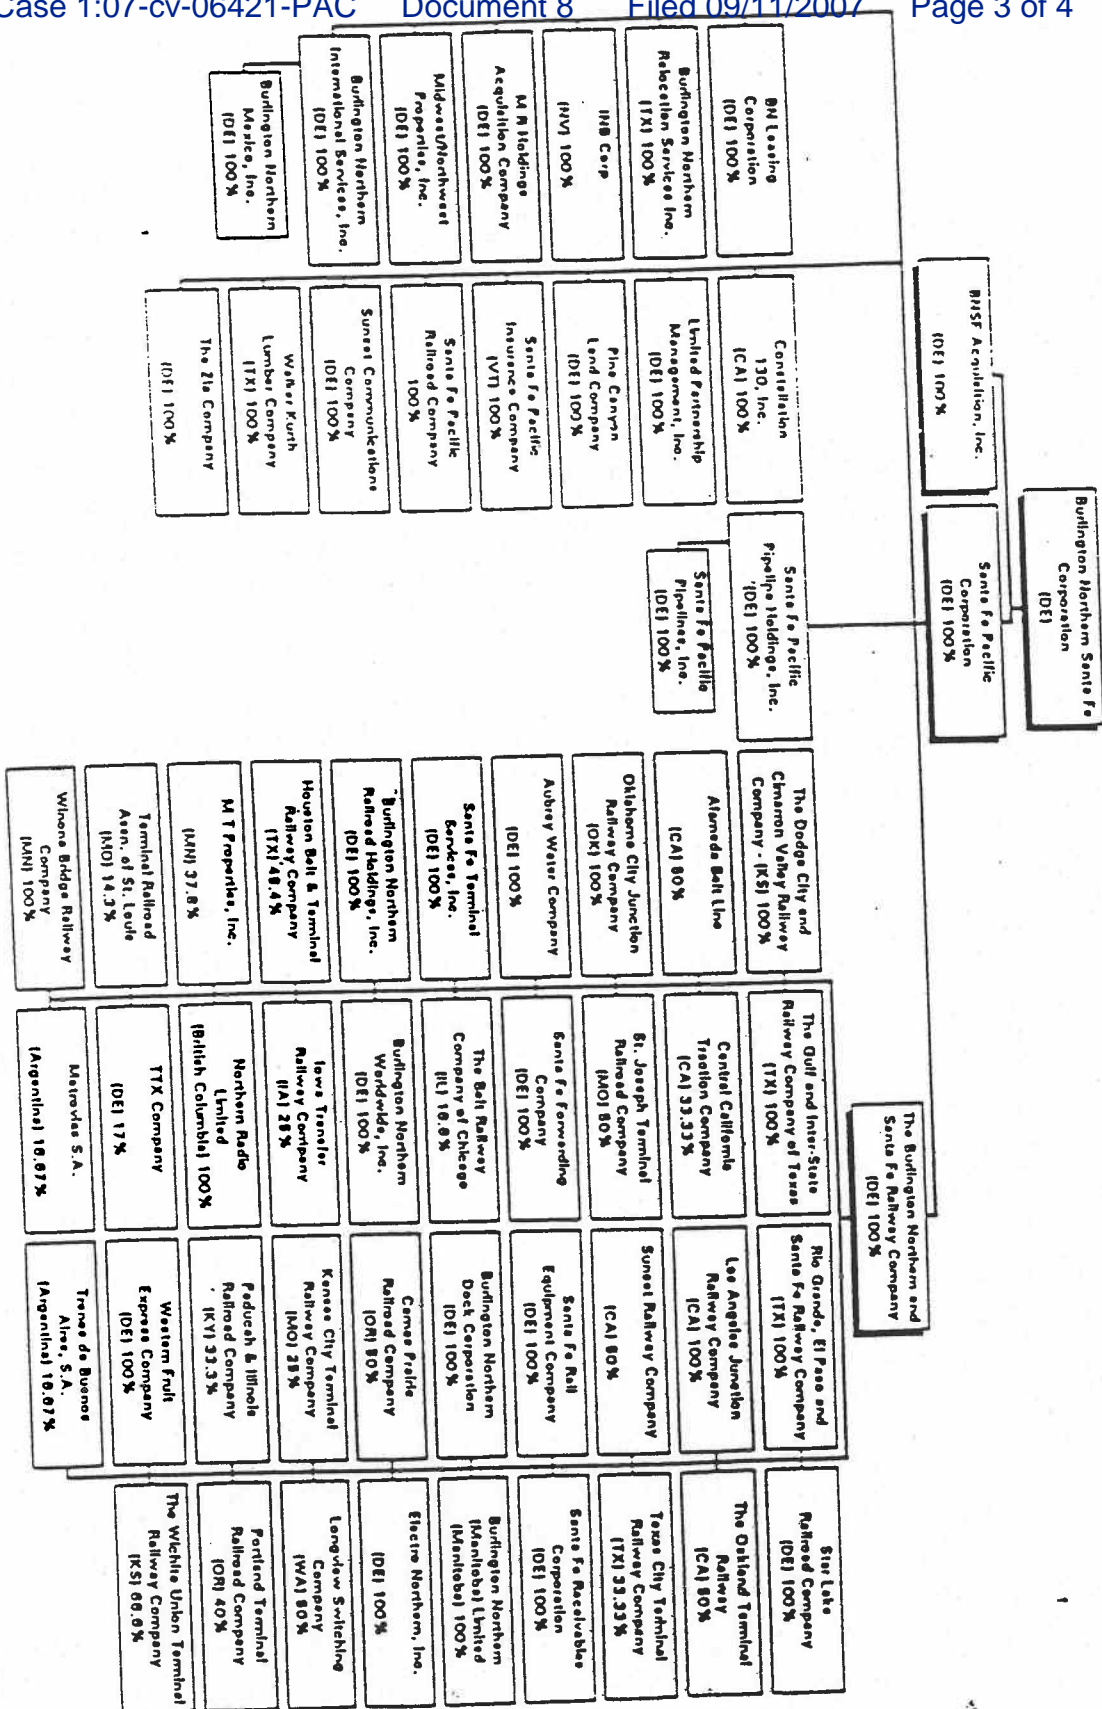 Case 1:07-cv-06421-PAC Document 8 Filed 09/11/2007 Page 3 of 4
Burlington Northern Santa Fe
Corporation
(DE)
BNSF Acquisition, Inc.
(DE) 100%
Santa Fe Pacific
Corporation
(DE) 100%
The Burlington Northern and
Santa Fe Railway Company
(DE) 100%
BN Leasing
Corporation
(DE) 100%
Burlington Northern
Relocation Services Inc.
(TX) 100%
INB Corp
(NV) 100%
M R Holdings
Acquisition Company
(DE) 100%
Midwest/Northwest
Properties, Inc.
(DE) 100%
Burlington Northern
International Services, Inc.
(DE) 100%
Burlington Northern
Mexico, Inc.
(DE) 100%
Constellation
130, Inc.
(CA) 100%
Limited Partnership
Management, Inc.
(DE) 100%
Pine Canyon
Land Company
(DE) 100%
Santa Fe Pacific
Insurance Company
(VT) 100%
Santa Fe Pacific
Railroad Company
100%
Sunset Communications
Company
(DE) 100%
Walker Kurth
Lumber Company
(TX) 100%
The Zia Company
(DE) 100%
Santa Fe Pacific
Pipeline Holdings, Inc.
(DE) 100%
Santa Fe Pacific
Pipelines, Inc.
(DE) 100%
The Dodge City and
Cimarron Valley Railway
Company - (KS) 100%
Alameda Belt Line
(CA) 50%
Oklahoma City Junction
Railway Company
(OK) 100%
Aubrey Water Company
(DE) 100%
Santa Fe Terminal
Services, Inc.
(DE) 100%
Burlington Northern
Railroad Holdings, Inc.
(DE) 100%
Houston Belt & Terminal
Railway Company
(TX)
M T Properties, Inc.
(MN)
Terminal Railroad
Assn. of St. Louis
(MO) 14.3%
Winona Bridge Railway
Company
(MN) 100%
The Gulf and Inter-State
Railway Company of Texas
(TX) 100%
Central California
Traction Company
(CA) 33.33%
St. Joseph Terminal
Railroad Company
(MO) 50%
Santa Fe Forwarding
Company
(DE) 100%
The Belt Railway
Company of Chicago
(IL)
Burlington Northern
Worldwide, Inc.
(DE) 100%
Iowa Transfer
Railway Company
(IA) 25%
Northern Radio
Limited
(British Columbia) 100%
TTX Company
(DE) 17%
Metrovias S.A.
(Argentina) 16.67%
Rio Grande, El Paso and
Santa Fe Railway Company
(TX) 100%
Los Angeles Junction
Railway Company
(CA) 100%
Sunset Railway Company
(CA) 50%
Santa Fe Rail
Equipment Company
(DE) 100%
Burlington Northern
Dock Corporation
(DE) 100%
Camas Prairie
Railroad Company
(OR) 50%
Kansas City Terminal
Railway Company
(MO) 25%
Paducah & Illinois
Railroad Company
(KY) 33.3%
Western Fruit
Express Company
(DE) 100%
Trenes de Buenos
Aires, S.A.
(Argentina) 16.67%
Star Lake
Railroad Company
(DE) 100%
The Oakland Terminal
Railway
(CA) 50%
Texas City Terminal
Railway Company
(TX) 33.33%
Santa Fe Receivables
Corporation
(DE) 100%
Burlington Northern
(Manitoba) Limited
(Manitoba) 100%
Electro Northern, Inc.
(DE) 100%
Longview Switching
Company
(WA) 50%
Portland Terminal
Railroad Company
(OR) 40%
The Wichita Union Terminal
Railway Company
(KS)